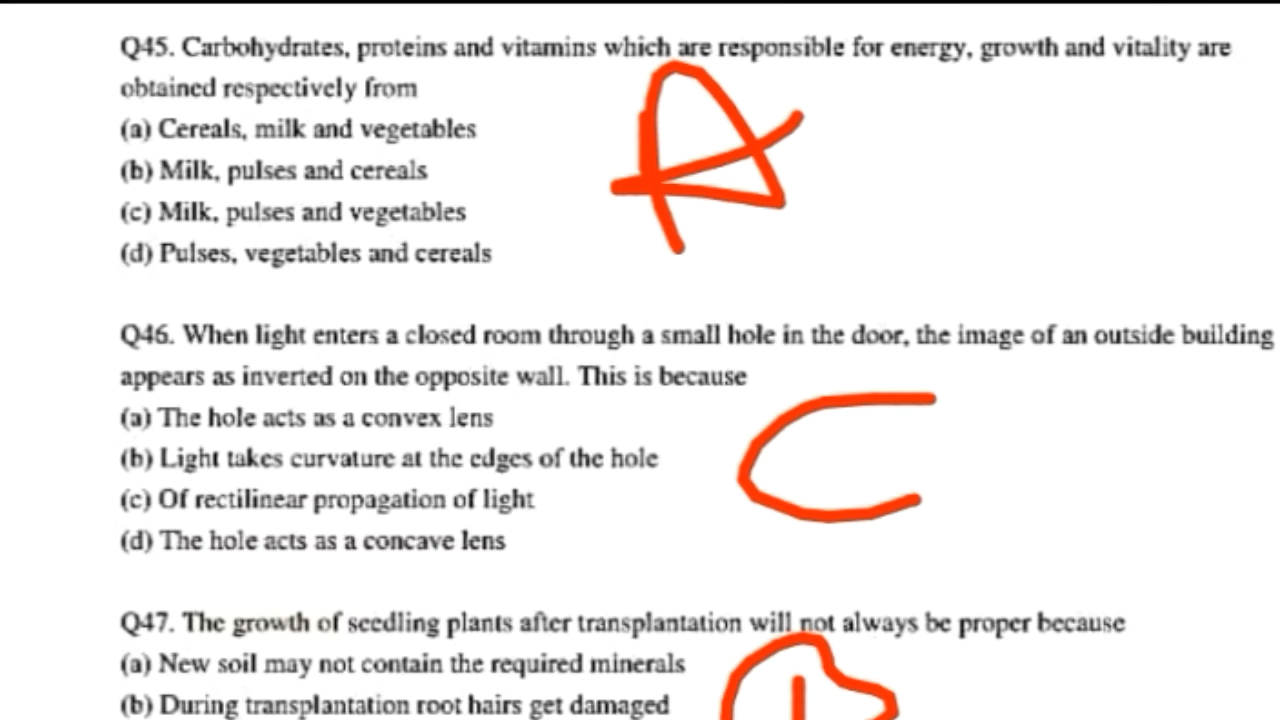 Q45. Carbohydrates, proteins and vitamins which are responsible for energy, growth and vitality are
obtained respectively from
(a) Cereals, milk and vegetables
(b) Milk, pulses and cereals
(c) Milk, pulses and vegetables
(d) Pulses, vegetables and cereals
A
Q46. When light enters a closed room through a small hole in the door, the image of an outside building
appears as inverted on the opposite wall. This is because
(a) The hole acts as a convex lens
(b) Light takes curvature at the edges of the hole
(c) Of rectilinear propagation of light
(d) The hole acts as a concave lens
C
Q47. The growth of seedling plants after transplantation will not always be proper because
(a) New soil may not contain the required minerals
(b) During transplantation root hairs get damaged